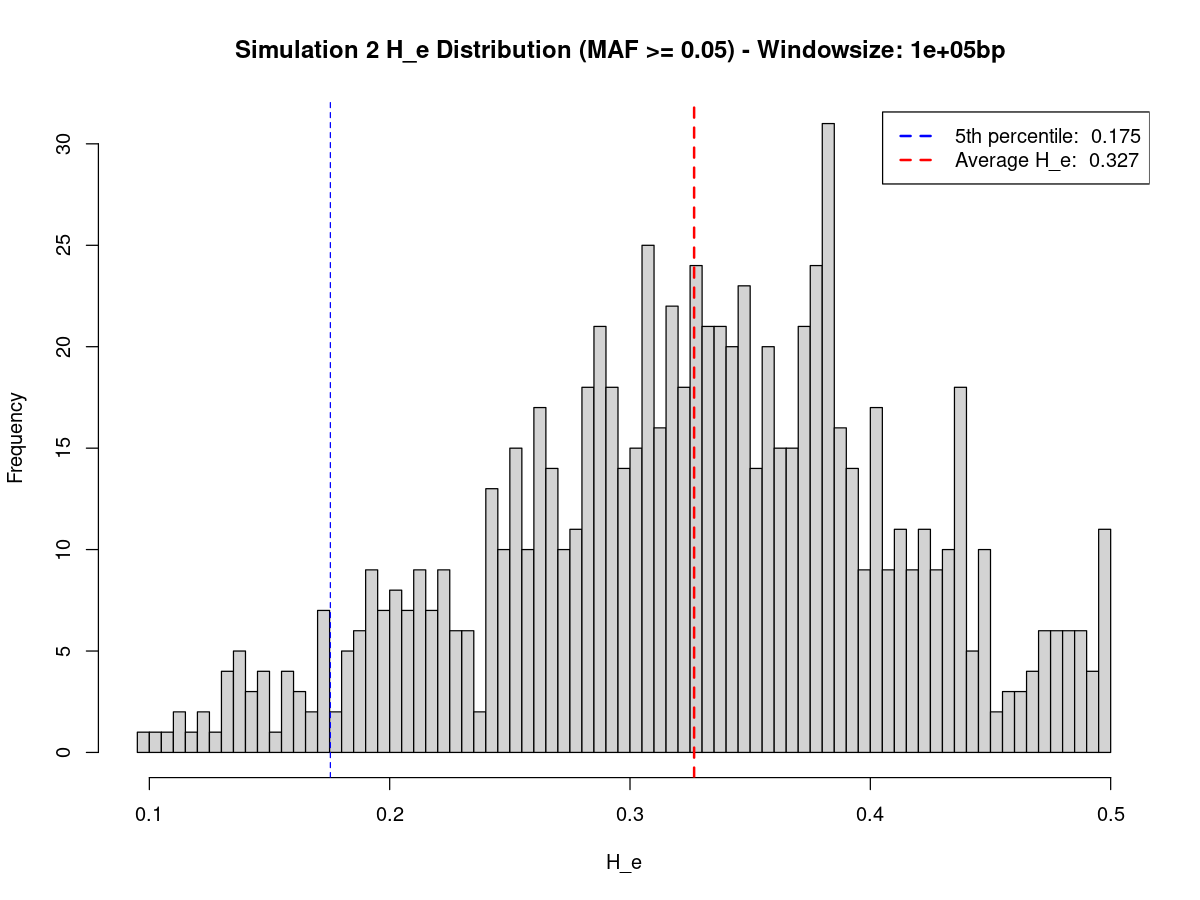 Simulation 2 H_e Distribution (MAF >= 0.05) - Windowsize: 1e+05bp
5th percentile:  0.175
Average H_e:  0.327
Frequency
30
25
20
15
10
5
0
0.1 0.2 0.3 0.4 0.5
H_e